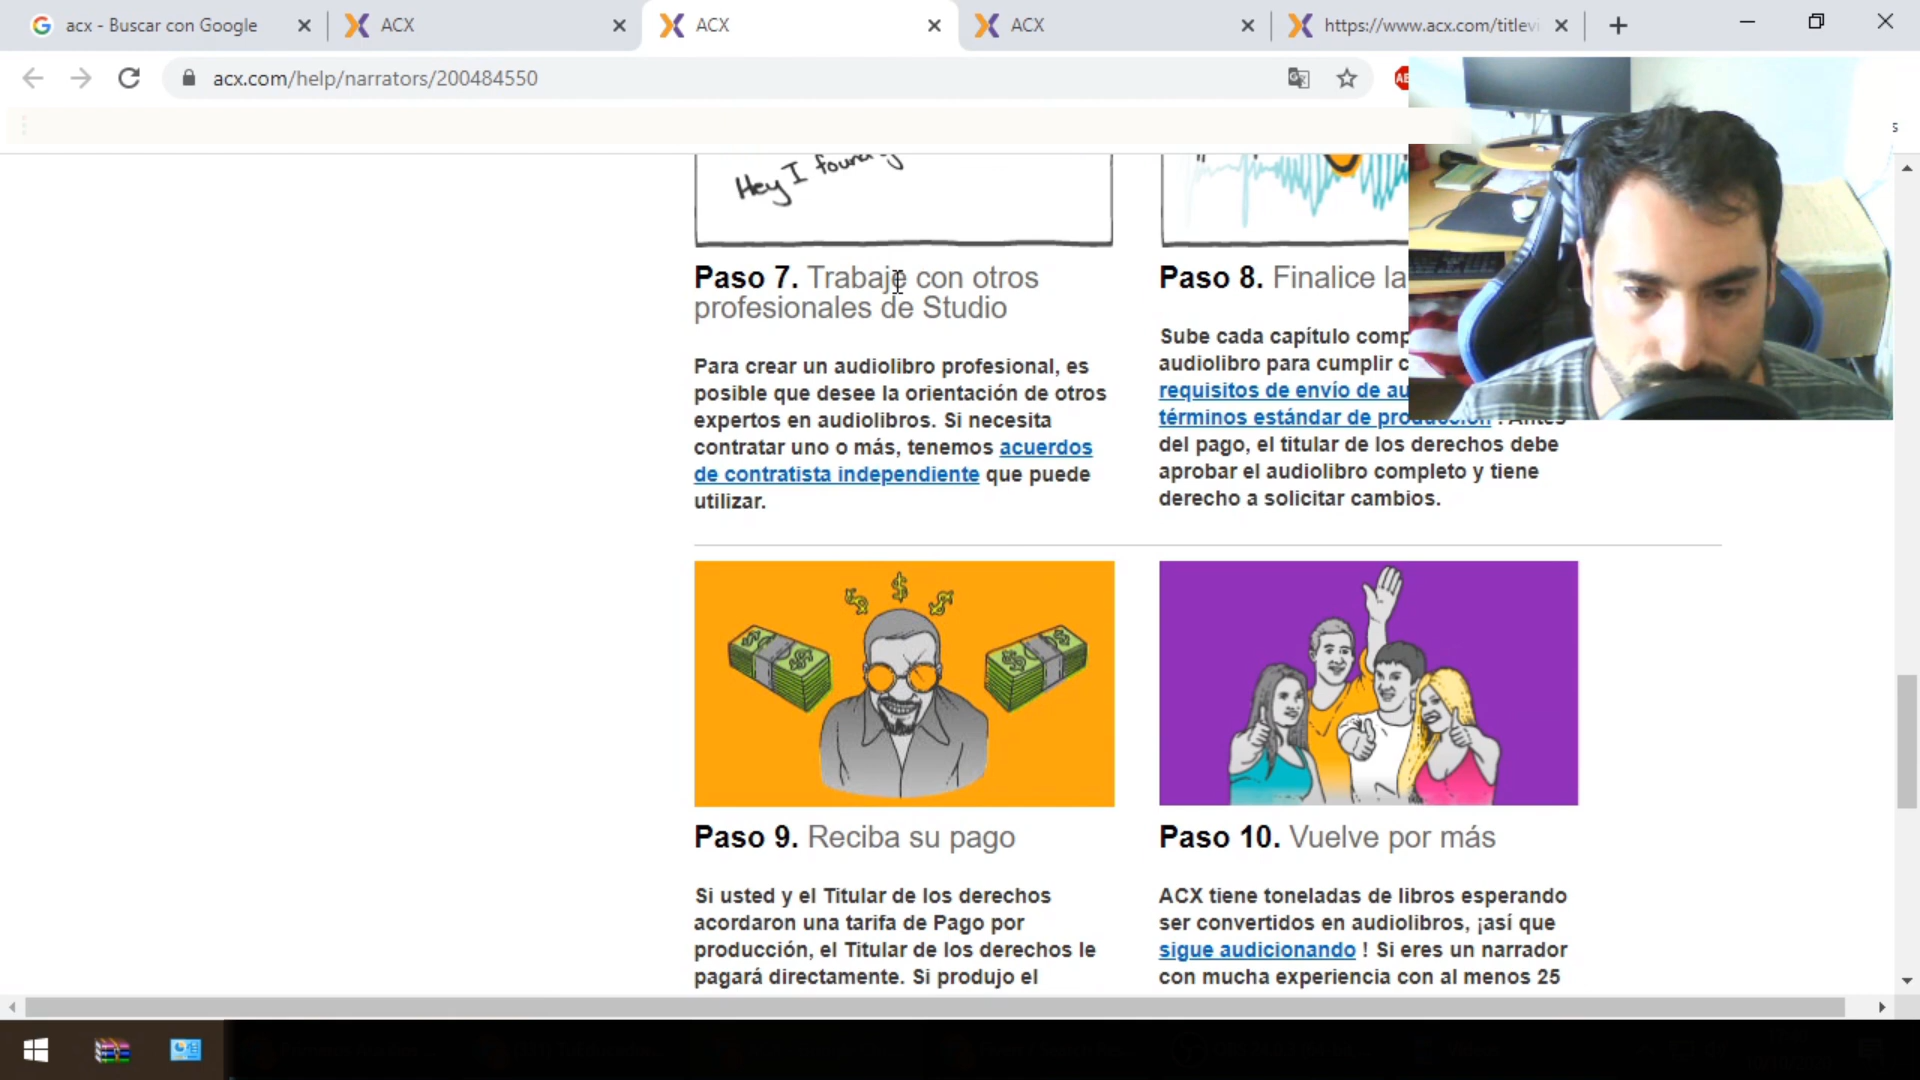 acx - Buscar con Google
ACX
ACX
ACX
https://www.acx.com/titlevi
acx.com/help/narrators/200484550
Hey I found
Paso 7. Trabaje con otros
profesionales de Studio
Para crear un audiolibro profesional, es
posible que desee la orientación de otros
expertos en audiolibros. Si necesita
contratar uno o más, tenemos acuerdos
de contratista independiente que puede
utilizar.
Paso 8. Finalice la
Sube cada capítulo comp
audiolibro para cumplir c
requisitos de envío de au
términos estándar de producción . Antes
del pago, el titular de los derechos debe
aprobar el audiolibro completo y tiene
derecho a solicitar cambios.
Paso 9. Reciba su pago
Si usted y el Titular de los derechos
acordaron una tarifa de Pago por
producción, el Titular de los derechos le
pagará directamente. Si produjo el
Paso 10. Vuelve por más
ACX tiene toneladas de libros esperando
ser convertidos en audiolibros, ¡así que
sigue audicionando ! Si eres un narrador
con mucha experiencia con al menos 25